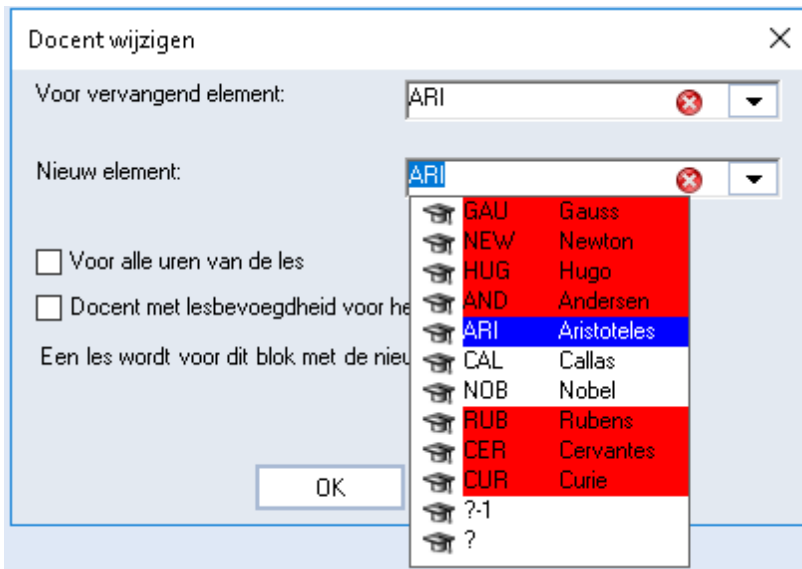 Docent wijzigen
Voor vervangend element:
ARI
Nieuw element:
ARI
GAU Gauss
NEW Newton
HUG Hugo
AND Andersen
ARI Aristoteles
CAL Callas
NOB Nobel
RUB Rubens
CER Cervantes
CUR Curie
?-1
?
Voor alle uren van de les
Docent met lesbevoegdheid voor he
Een les wordt voor dit blok met de nieu
OK